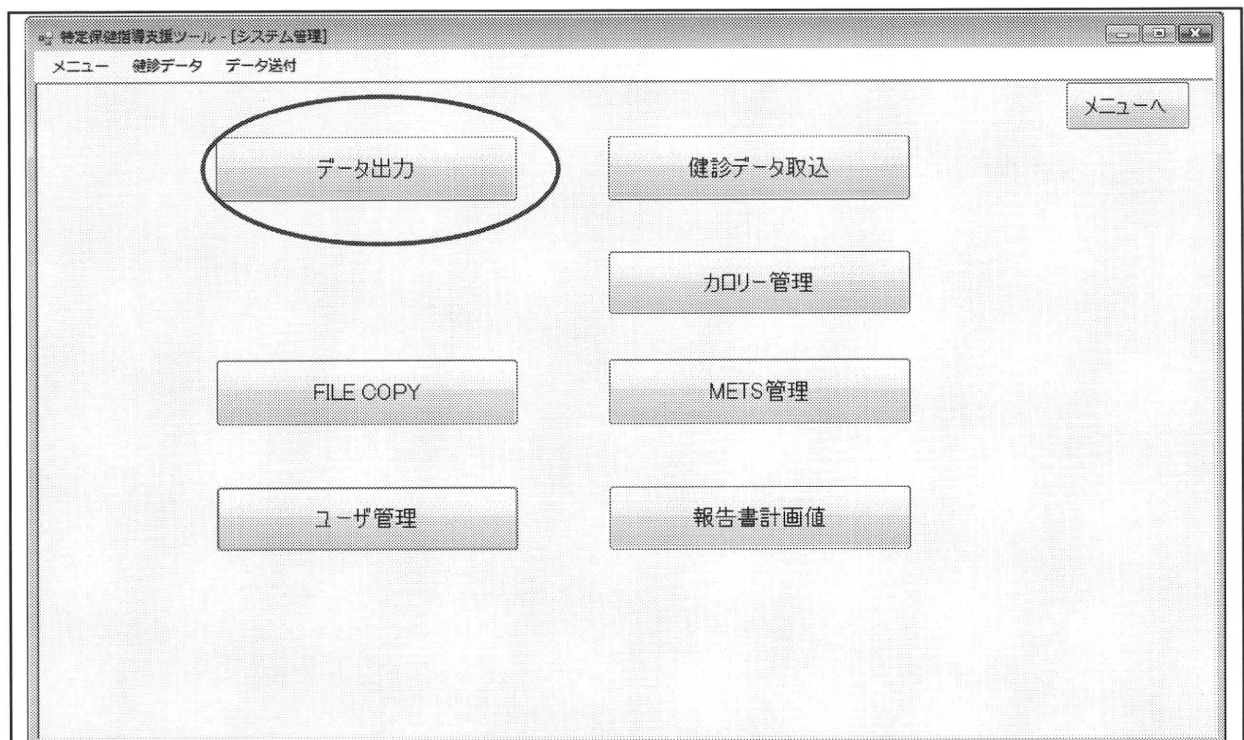 特定保健指導支援ツール - [システム管理]
メニュー 健診データ データ送付
メニューへ
データ出力 健診データ取込
カロリー管理
FILE COPY METS管理
ユーザ管理 報告書計画値